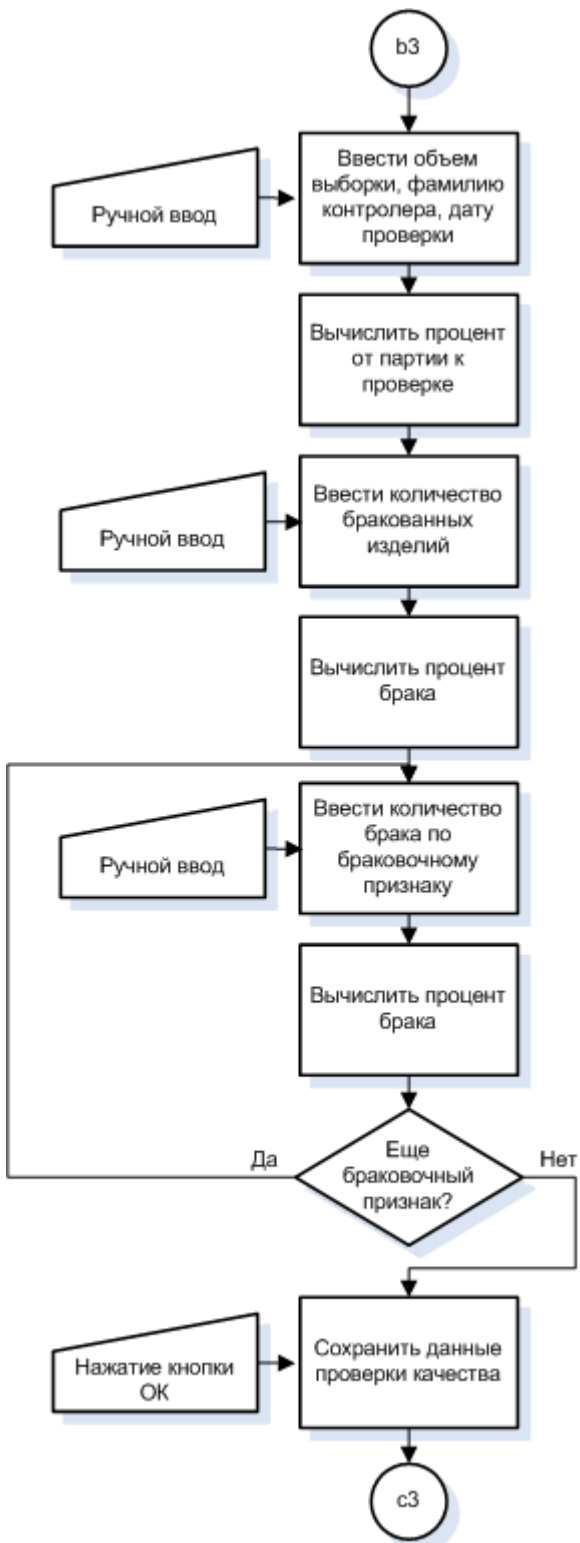 b3
Ввести объем
выборки, фамилию
контролера, дату
проверки
Ручной ввод
Вычислить процент
от партии к
проверке
Ввести количество
бракованных
изделий
Ручной ввод
Вычислить процент
брака
Ввести количество
брака по
браковочному
признаку
Ручной ввод
Вычислить процент
брака
Еще
браковочный
признак?
Да
Нет
Сохранить данные
проверки качества
Нажатие кнопки
ОК
c3